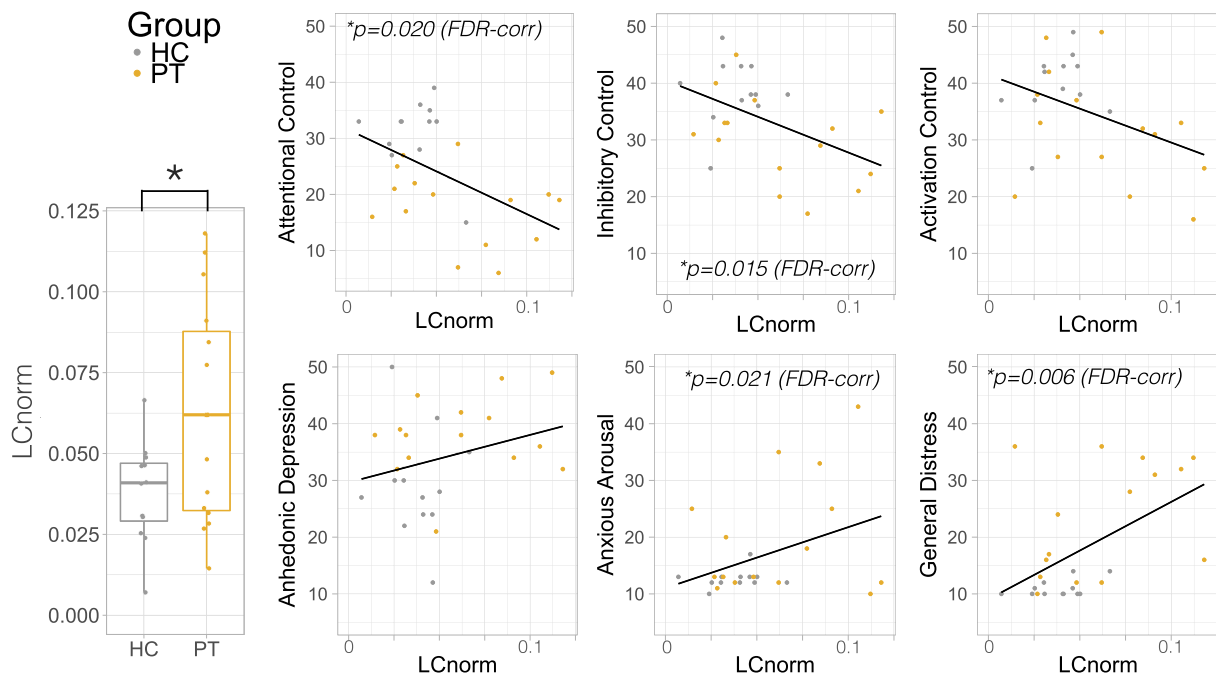 Group
HC
PT
*
0.125
0.100
0.075
0.050
0.025
0.000
LCnorm
HC PT
*p=0.020 (FDR-corr)
Attentional Control
50
40
30
20
10
0 0.1
LCnorm
*p=0.015 (FDR-corr)
Inhibitory Control
50
40
30
20
10
0 0.1
LCnorm
Activation Control
50
40
30
20
10
0 0.1
LCnorm
Anhedonic Depression
50
40
30
20
10
0 0.1
LCnorm
*p=0.021 (FDR-corr)
Anxious Arousal
50
40
30
20
10
0 0.1
LCnorm
*p=0.006 (FDR-corr)
General Distress
50
40
30
20
10
0 0.1
LCnorm